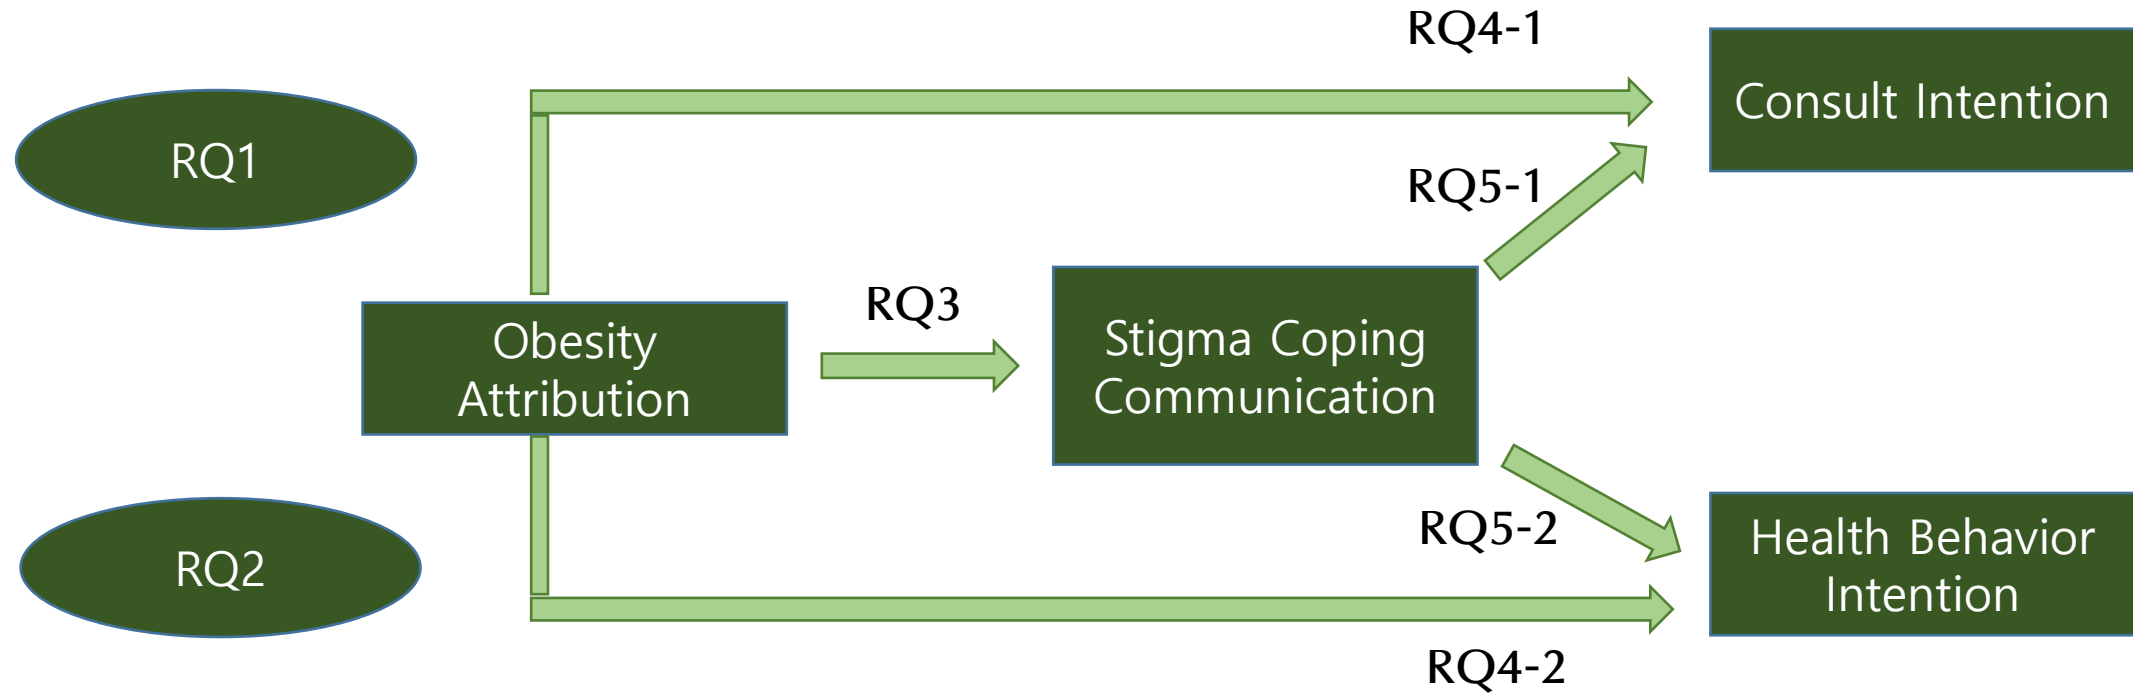 RQ4-1
Consult Intention
RQ1
RQ5-1
RQ3
Obesity
Attribution
Stigma Coping
Communication
RQ5-2
Health Behavior
Intention
RQ2
RQ4-2